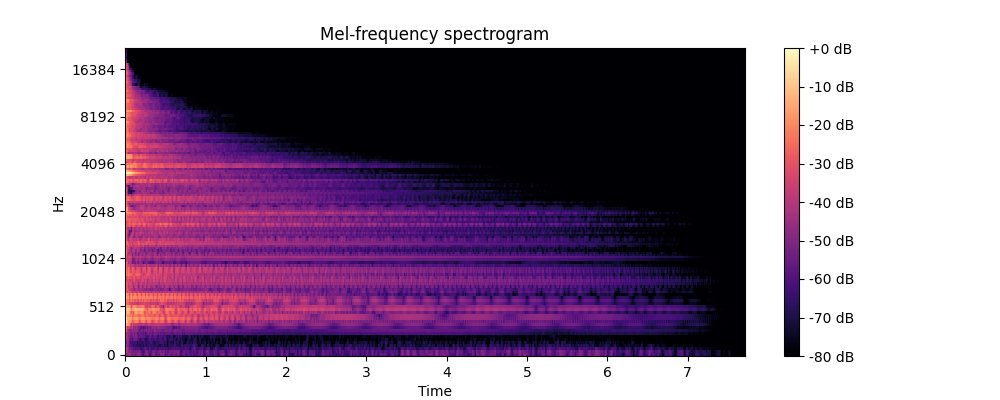 Mel-frequency spectrogram
Hz
16384
8192
4096
2048
1024
512
0
0 1 2 3 4 5 6 7
Time
+0 dB
-10 dB
-20 dB
-30 dB
-40 dB
-50 dB
-60 dB
-70 dB
-80 dB